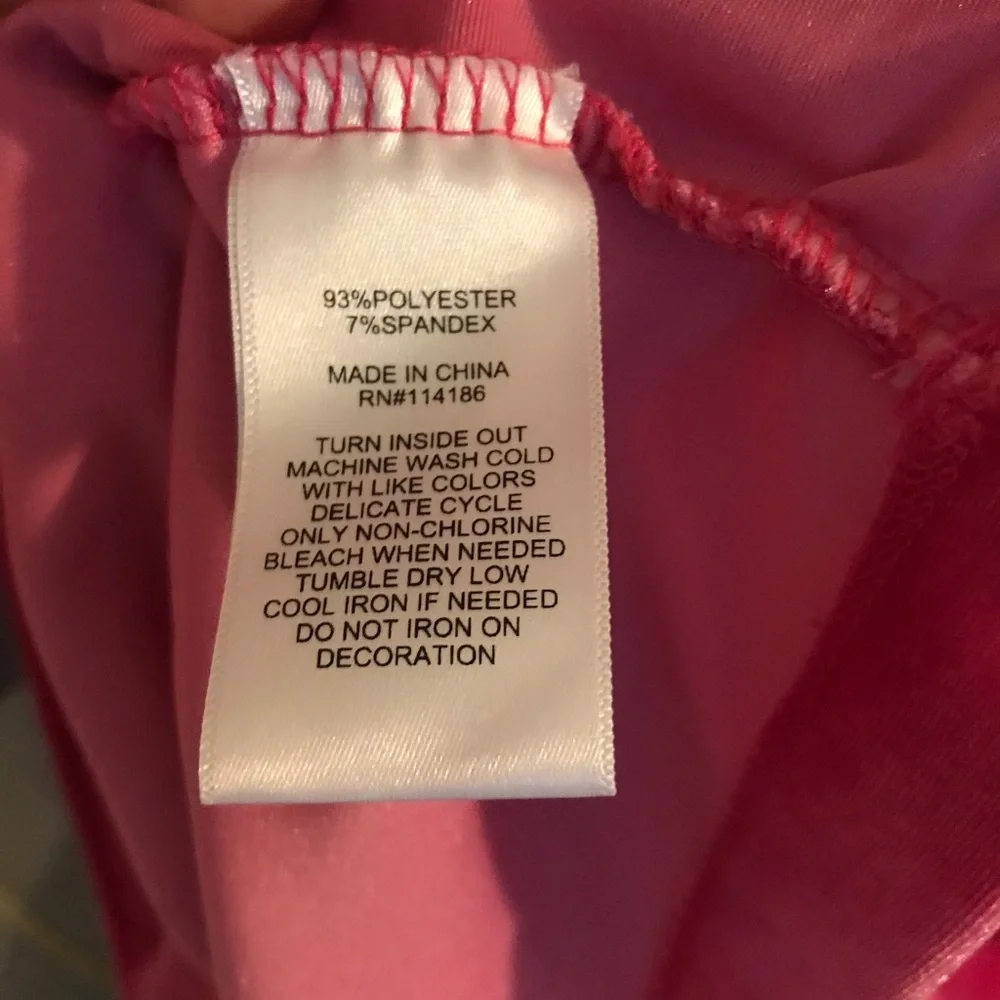 93%POLYESTER
7%SPANDEX
MADE IN CHINA
RN#114186
TURN INSIDE OUT
MACHINE WASH COLD
WITH LIKE COLORS
DELICATE CYCLE
ONLY NON-CHLORINE
BLEACH WHEN NEEDED
TUMBLE DRY LOW
COOL IRON IF NEEDED
DO NOT IRON ON
DECORATION